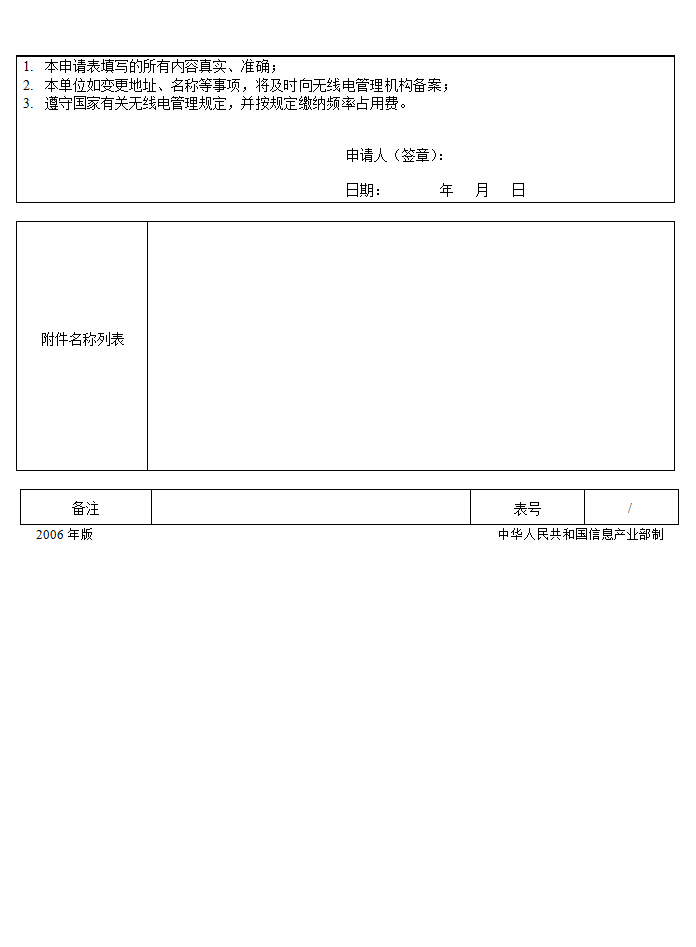 1. 本申请表填写的所有内容真实、准确；
2. 本单位如变更地址、名称等事项，将及时向无线电管理机构备案；
3. 遵守国家有关无线电管理规定，并按规定缴纳频率占用费。
申请人（签章）：
日期： 年 月 日
附件名称列表
备注 表号 /
2006 年版 中华人民共和国信息产业部制